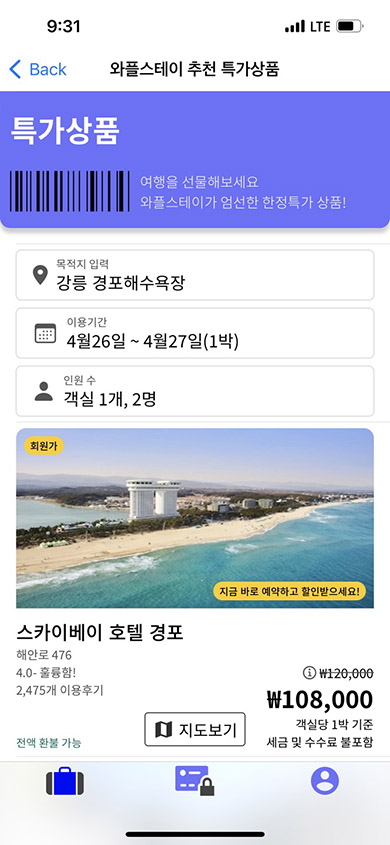 9:31
LTE
Back
와플스테이 추천 특가상품
특가상품
여행을 선물해보세요
와플스테이가 엄선한 한정특가 상품!
목적지 입력
강릉 경포해수욕장
이용기간
4월26일 ~ 4월27일(1박)
인원 수
객실 1개, 2명
회원가
지금 바로 예약하고 할인받으세요!
스카이베이 호텔 경포
해안로 476
4.0- 훌륭함!
2,475개 이용후기
₩120,000
₩108,000
객실당 1박 기준
세금 및 수수료 불포함
지도보기
전액 환불 가능